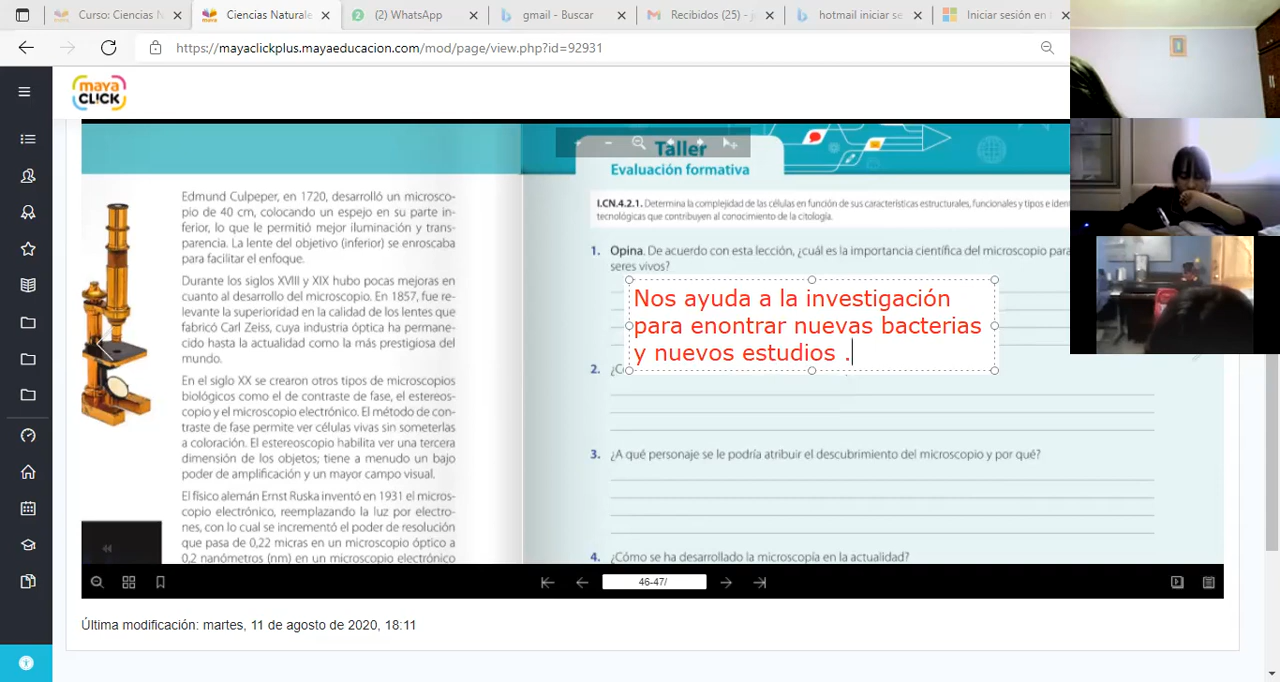 Curso: Ciencias N
Ciencias Naturale
(2) WhatsApp
gmail - Buscar
Recibidos (25) - j
hotmail iniciar se
Iniciar sesión en
https://mayaclickplus.mayaeducacion.com/mod/page/view.php?id=92931
maya
CLICK
Edmund Culpeper, en 1720, desarrolló un microsco-
pio de 40 cm, colocando un espejo en su parte in-
ferior, lo que le permitió mejor iluminación y trans-
parencia. La lente del objetivo (inferior) se enroscaba
para facilitar el enfoque.
Durante los siglos XVIII y XIX hubo pocas mejoras en
cuanto al desarrollo del microscopio. En 1857, fue re-
levante la superioridad en la calidad de los lentes que
fabricó Carl Zeiss, cuya industria óptica ha permane-
cido hasta la actualidad como la más prestigiosa del
mundo.
En el siglo XX se crearon otros tipos de microscopios
biológicos como el de contraste de fase, el estereos-
copio y el microscopio electrónico. El método de con-
traste de fase permite ver células vivas sin someterlas
a coloración. El estereoscopio habilita ver una tercera
dimensión de los objetos; tiene a menudo un bajo
poder de amplificación y un mayor campo visual.
El físico alemán Ernst Ruska inventó en 1931 el micros-
copio electrónico, reemplazando la luz por electro-
nes, con lo cual se incrementó el poder de resolución
que pasa de 0,22 micras en un microscopio óptico a
0,2 nanómetros (nm) en un microscopio electrónico
Taller
Evaluación formativa
I.CN.4.2.1. Determina la complejidad de las células en función de sus características estructurales, funcionales y tipos e iden
tecnológicas que contribuyen al conocimiento de la citología.
1. Opina. De acuerdo con esta lección, ¿cuál es la importancia científica del microscopio para
seres vivos?
Nos ayuda a la investigación
para enontrar nuevas bacterias
y nuevos estudios .
2.
3. ¿A qué personaje se le podría atribuir el descubrimiento del microscopio y por qué?
4. ¿Cómo se ha desarrollado la microscopía en la actualidad?
46-47/
Última modificación: martes, 11 de agosto de 2020, 18:11